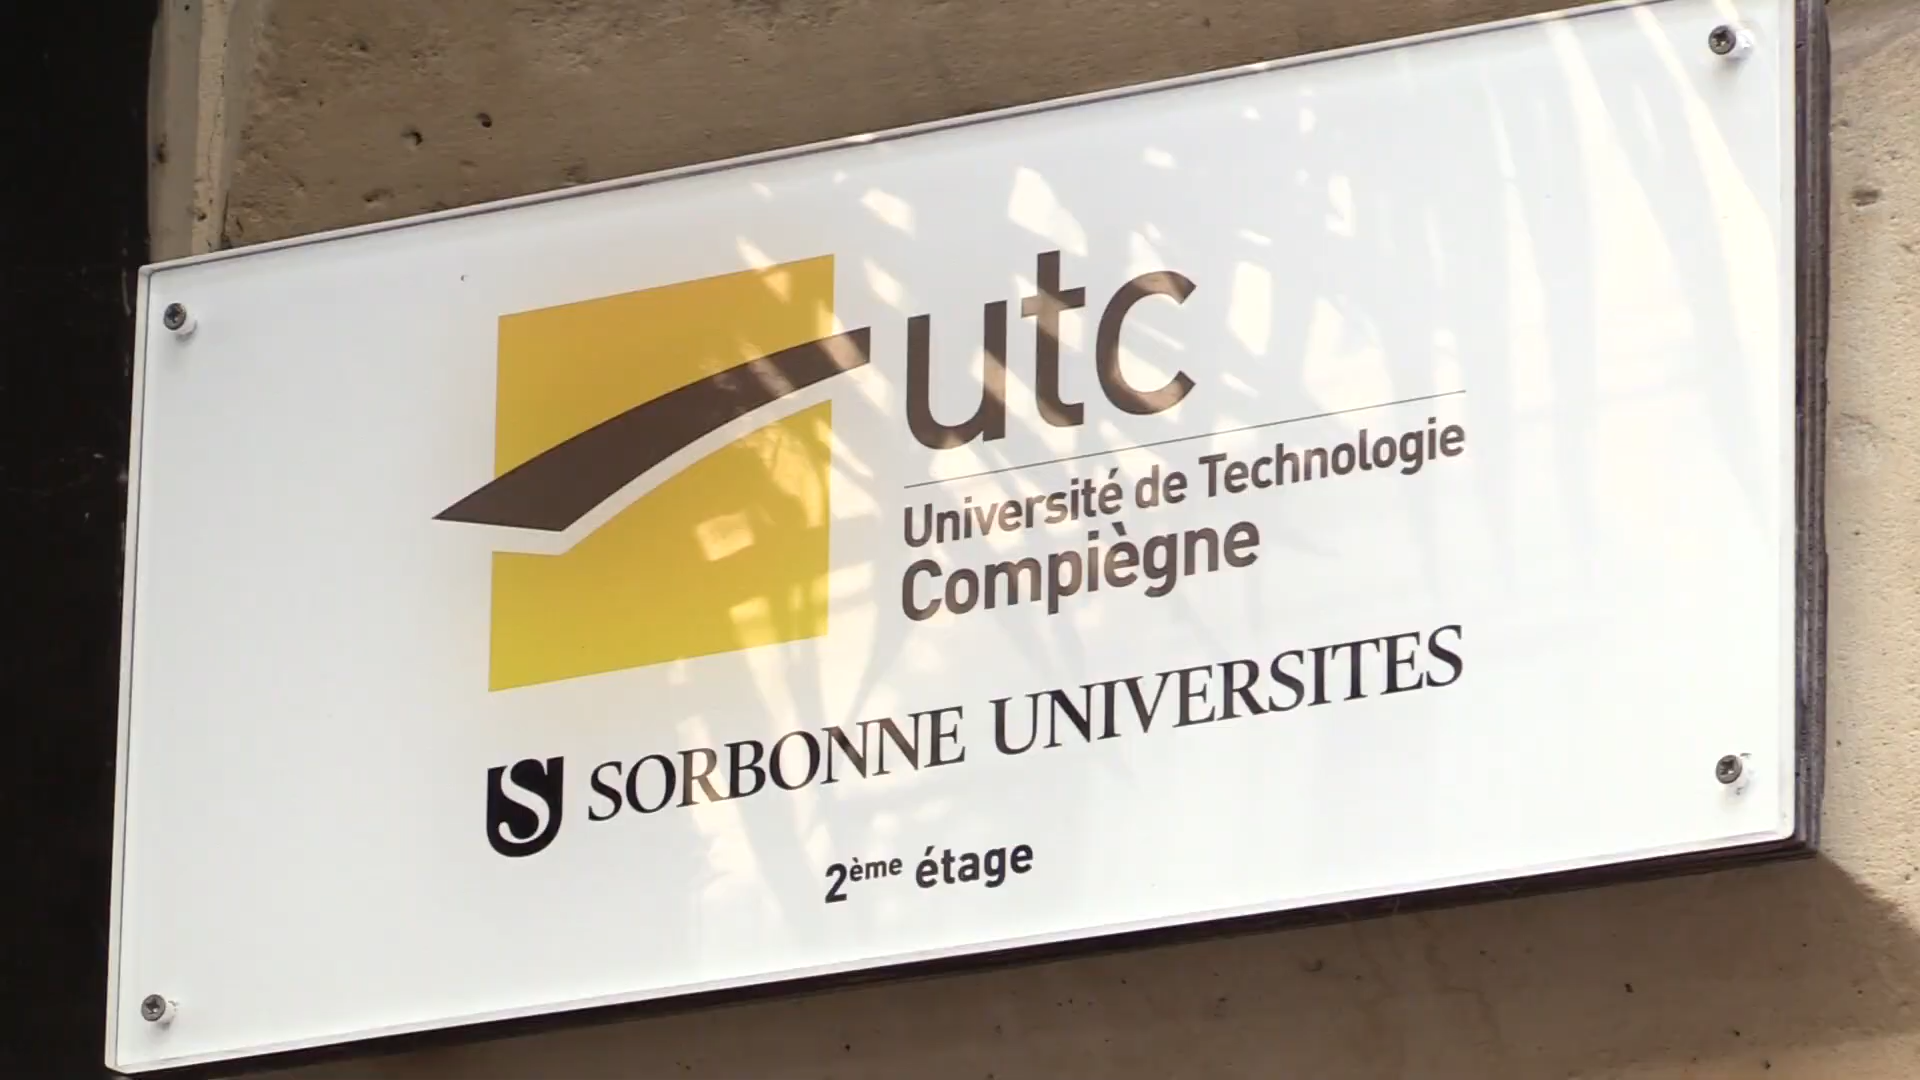 utc
Université de Technologie
Compiègne
S SORBONNE UNIVERSITES
2ème étage